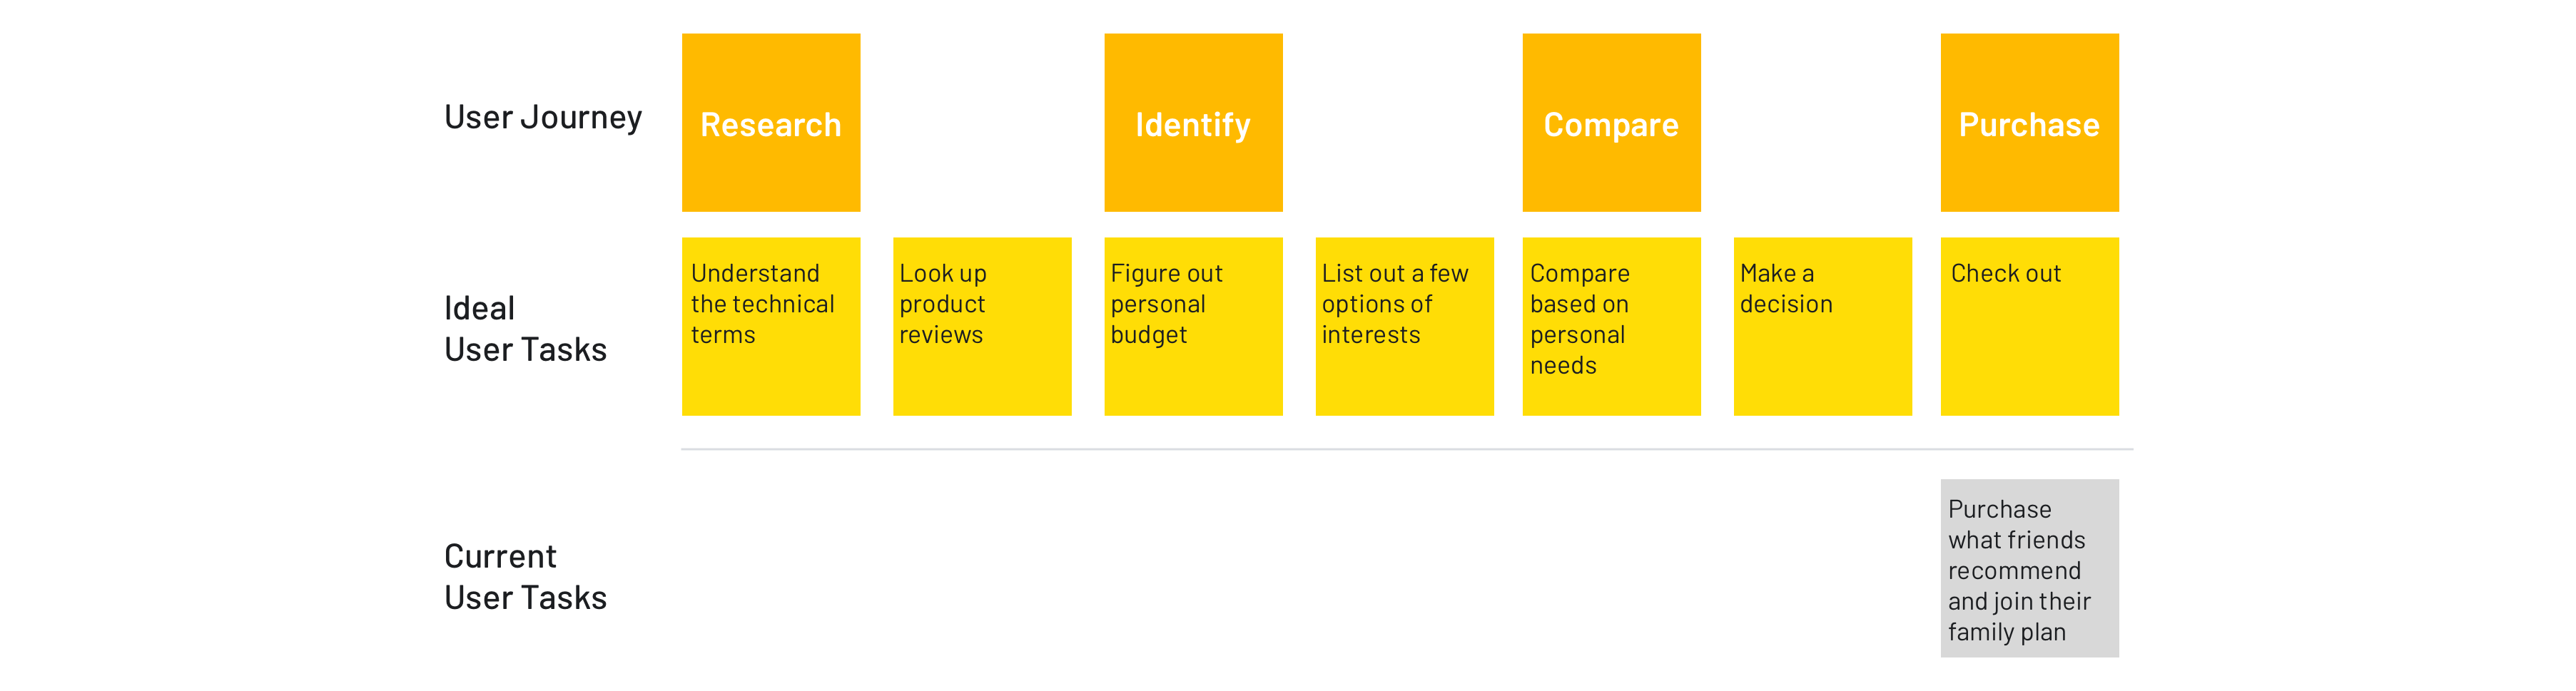 User Journey
Research
Identify
Compare
Purchase
Ideal
User Tasks
Understand
the technical
terms
Look up
product
reviews
Figure out
personal
budget
List out a few
options of
interests
Compare
based on
personal
needs
Make a
decision
Check out
Current
User Tasks
Purchase
what friends
recommend
and join their
family plan